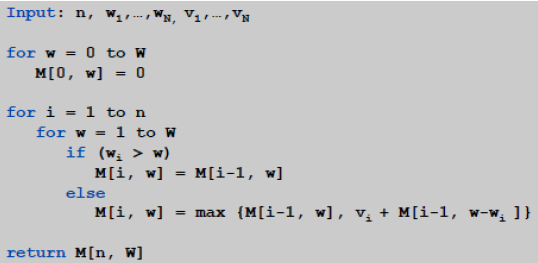 Input: n, w1,…,wN, v1,…,vN
for w = 0 to W
M[0, w] = 0
for i = 1 to n
for w = 1 to W
if (wi > w)
M[i, w] = M[i-1, w]
else
M[i, w] = max {M[i-1, w], vi + M[i-1, w-wi ]}
return M[n, W]